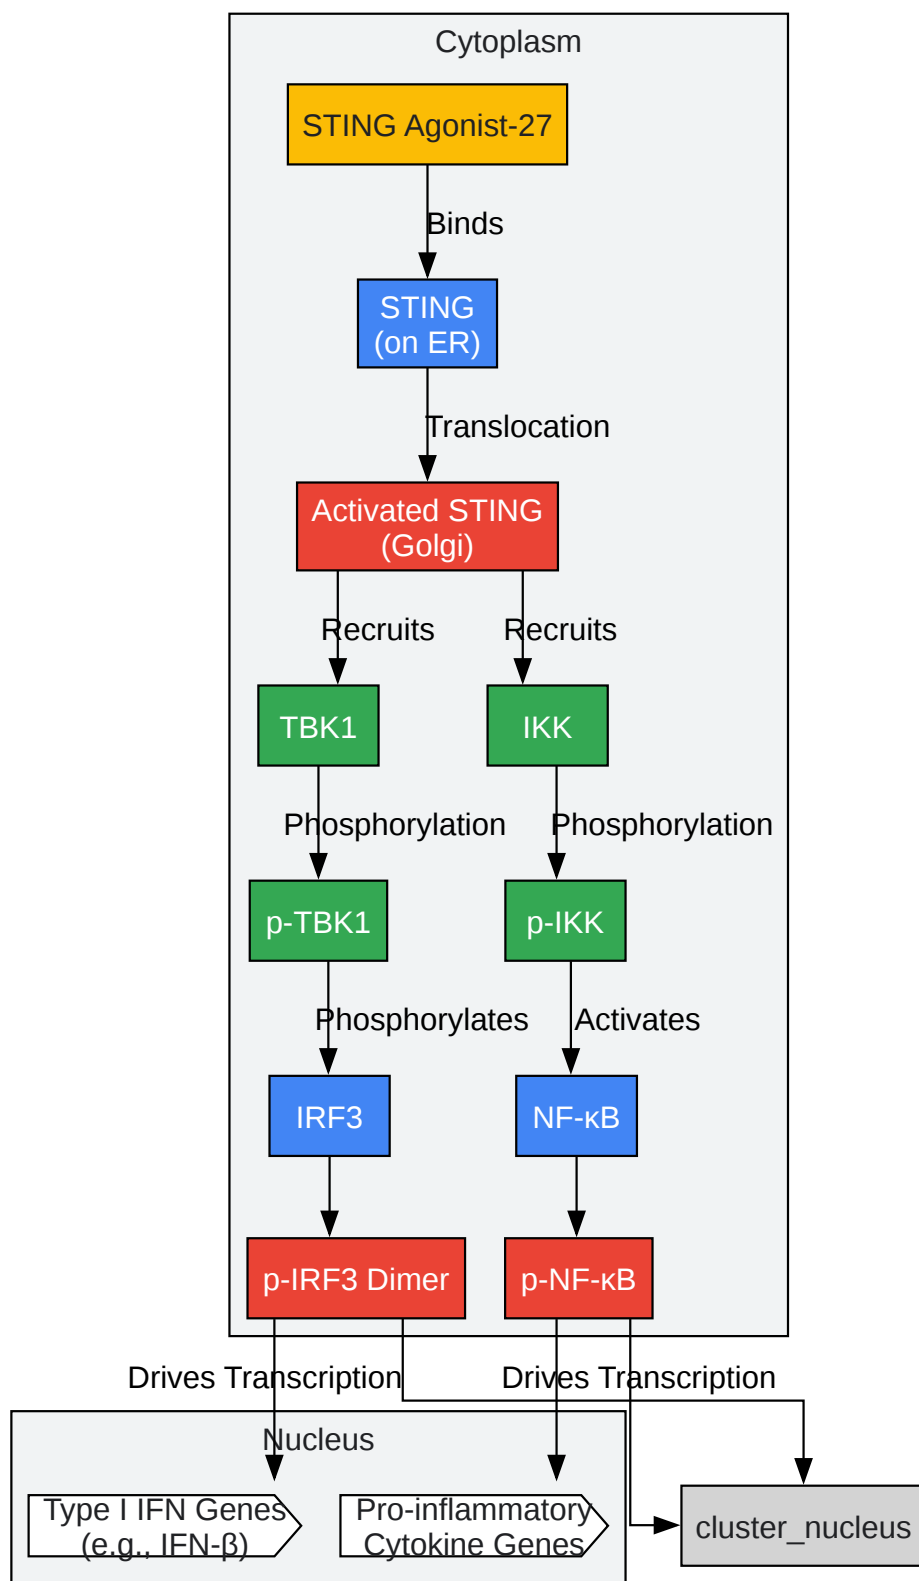 Cytoplasm
STING Agonist-27
Binds
STING
(on ER)
Translocation
Activated STING
(Golgi)
Recruits
Recruits
TBK1
IKK
Phosphorylation
Phosphorylation
p-TBK1
p-IKK
Phosphorylates
Activates
IRF3
NF-κB
p-IRF3 Dimer
p-NF-κB
Drives Transcription
Drives Transcription
Nucleus
Type I IFN Genes
(e.g., IFN-β)
Pro-inflammatory
Cytokine Genes
cluster_nucleus